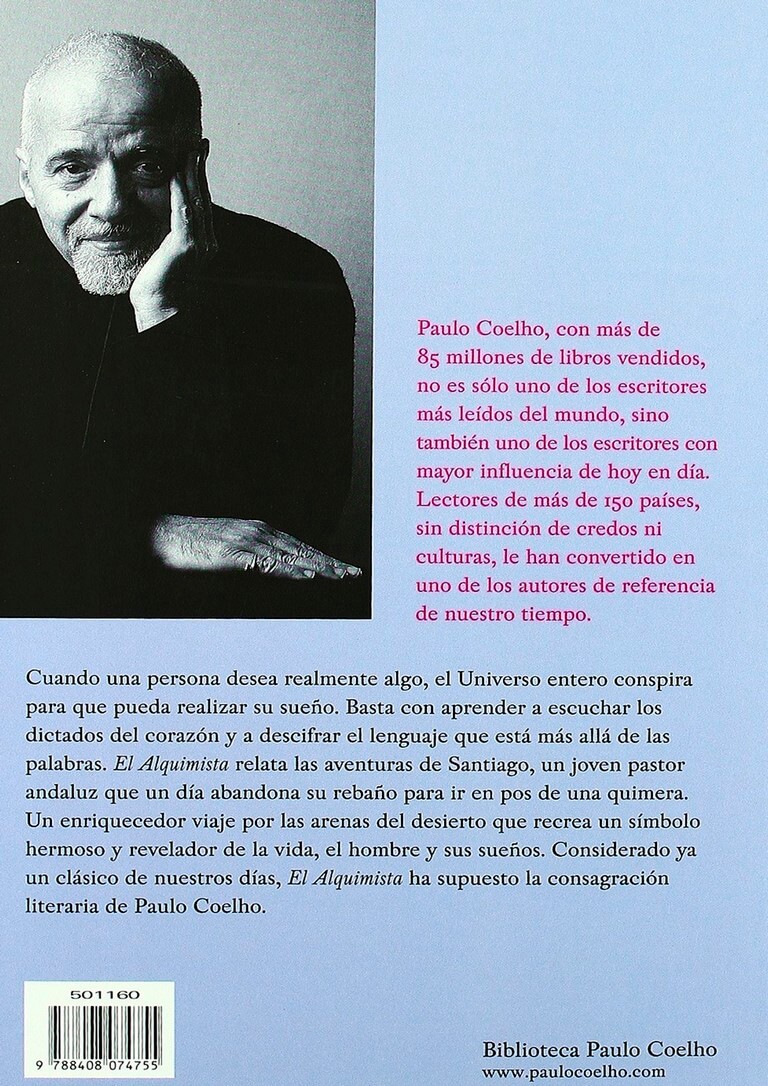 Paulo Coelho, con más de
85 millones de libros vendidos,
no es sólo uno de los escritores
más leídos del mundo, sino
también uno de los escritores con
mayor influencia de hoy en día.
Lectores de más de 150 países,
sin distinción de credos ni
culturas, le han convertido en
uno de los autores de referencia
de nuestro tiempo.
Cuando una persona desea realmente algo, el Universo entero conspira
para que pueda realizar su sueño. Basta con aprender a escuchar los
dictados del corazón y a descifrar el lenguaje que está más allá de las
palabras. El Alquimista relata las aventuras de Santiago, un joven pastor
andaluz que un día abandona su rebaño para ir en pos de una quimera.
Un enriquecedor viaje por las arenas del desierto que recrea un símbolo
hermoso y revelador de la vida, el hombre y sus sueños. Considerado ya
un clásico de nuestros días, El Alquimista ha supuesto la consagración
literaria de Paulo Coelho.
501160
9 788408 074755
Biblioteca Paulo Coelho
www.paulocoelho.com